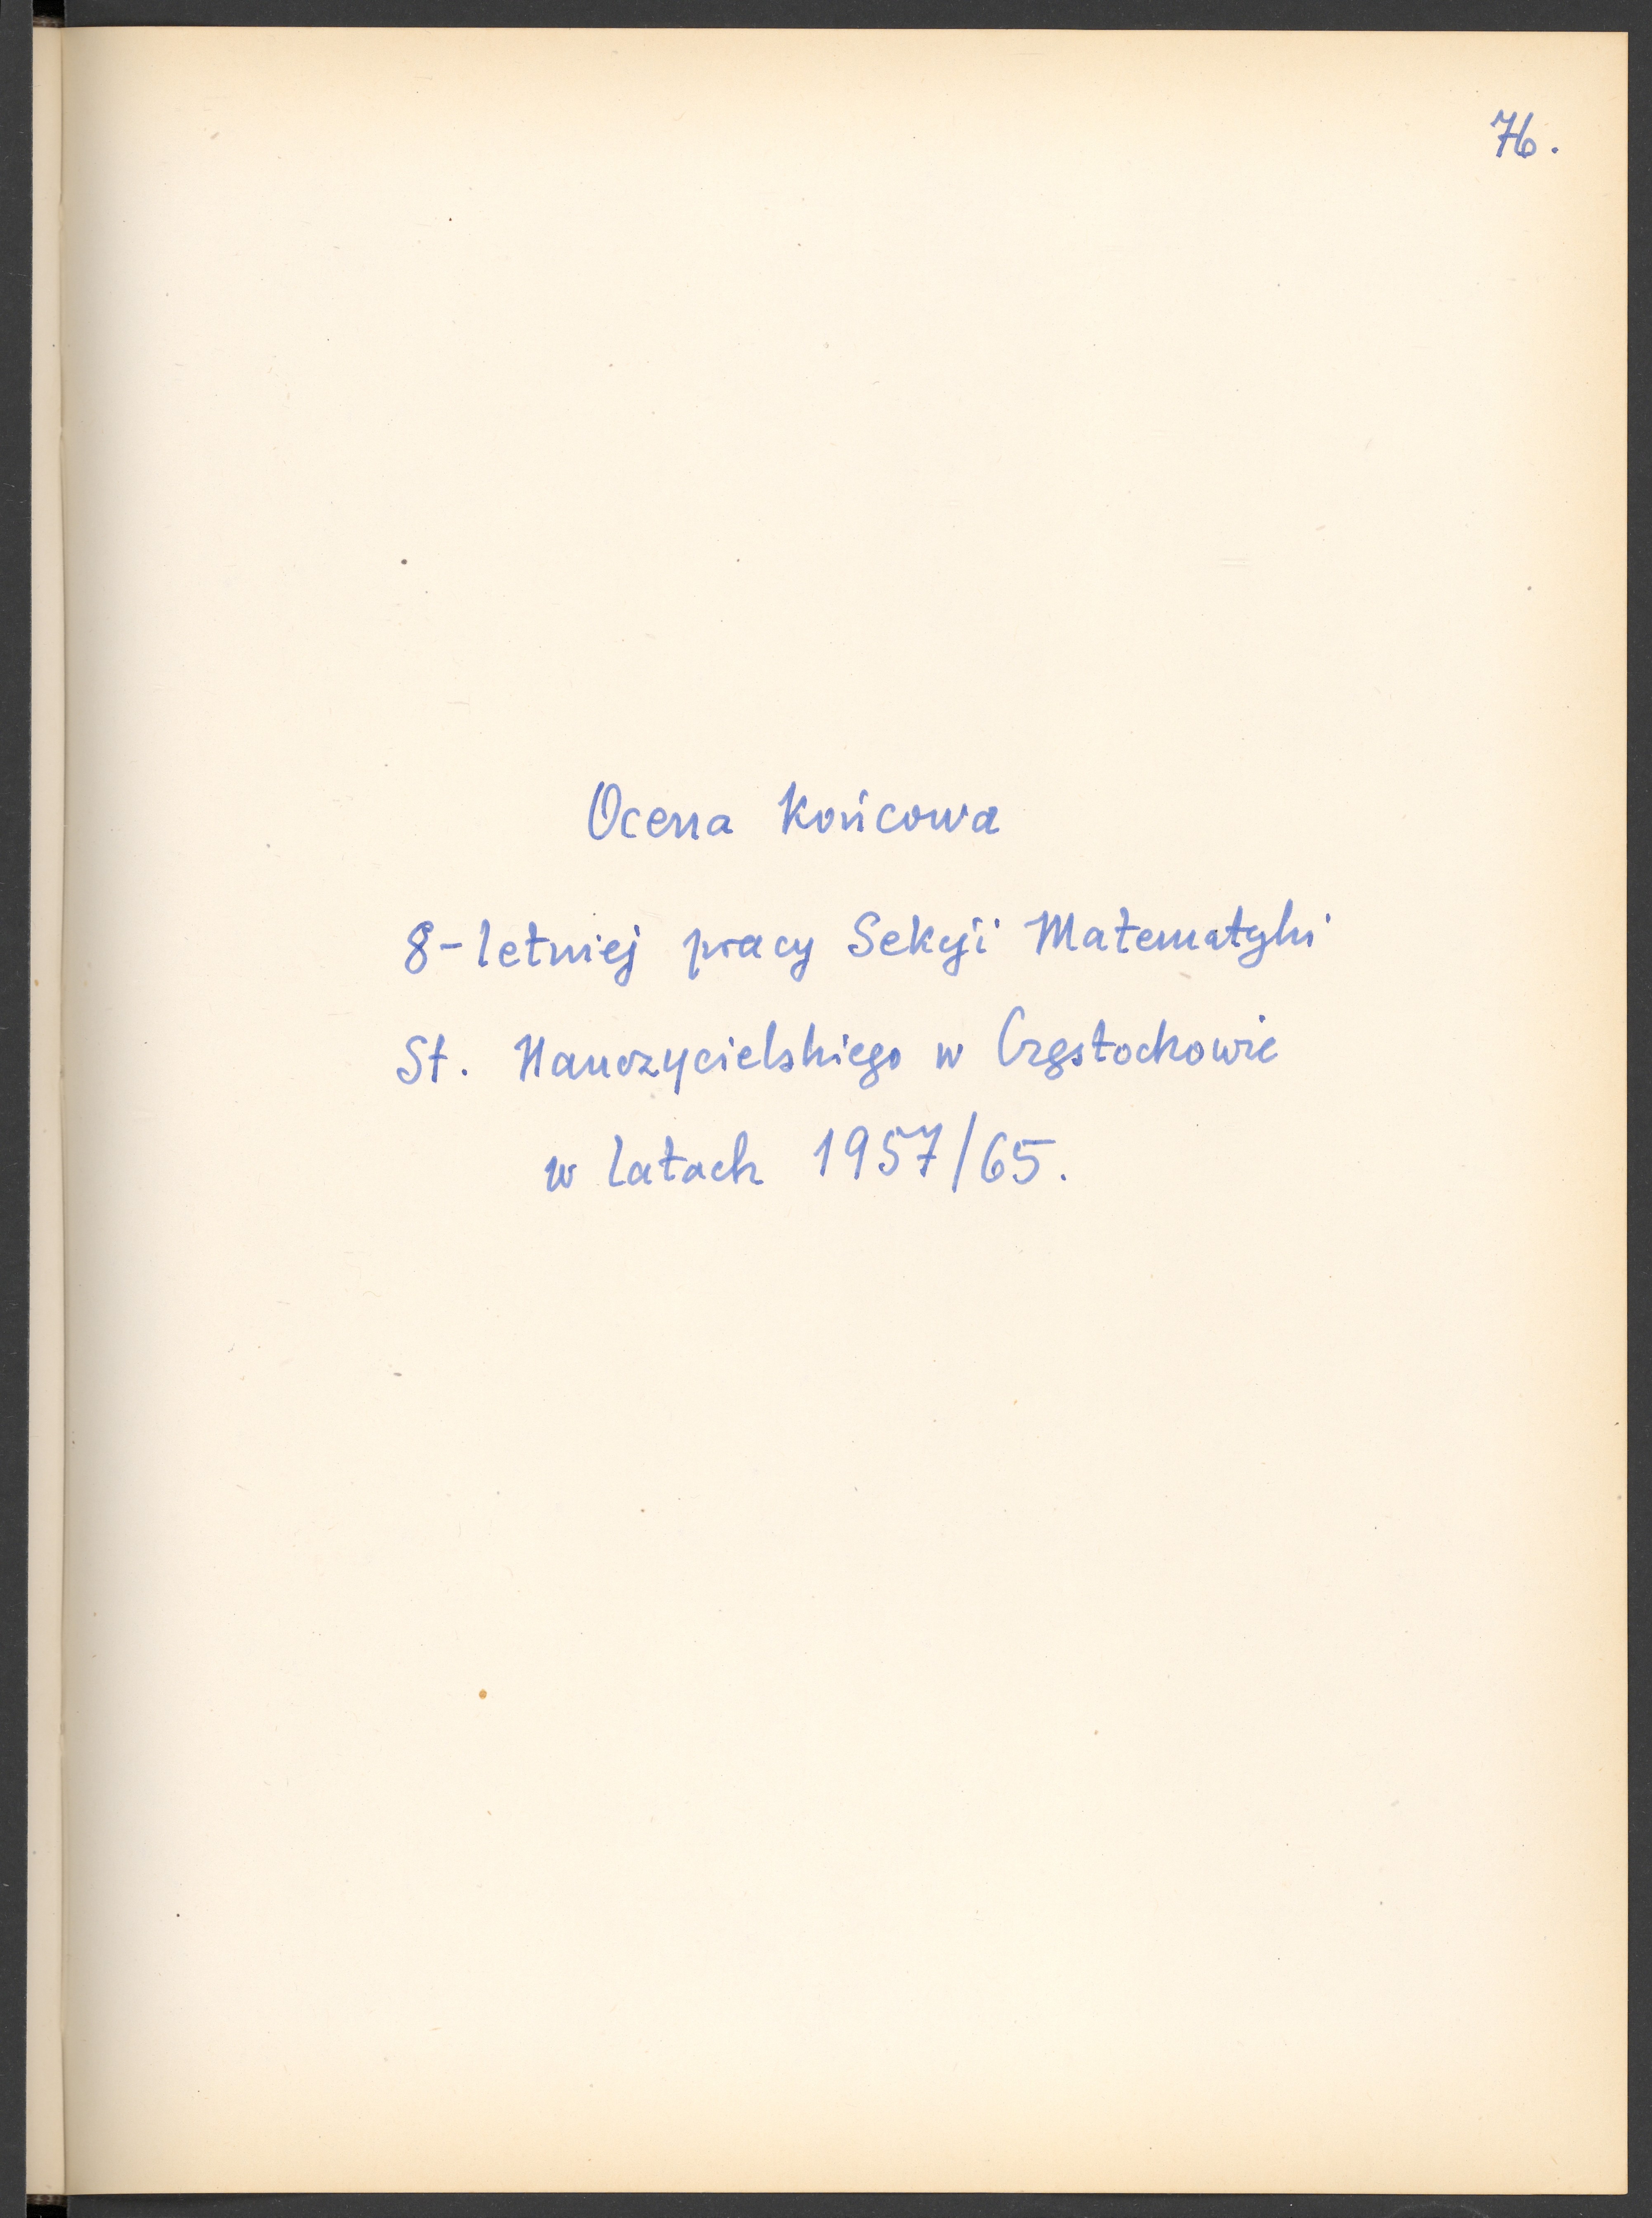 76.
Ocena Końcowa
8-letniej pracy Sekcji Matematyki
St. Nauczycielskiego w Częstochowie
w latach 1957/65.